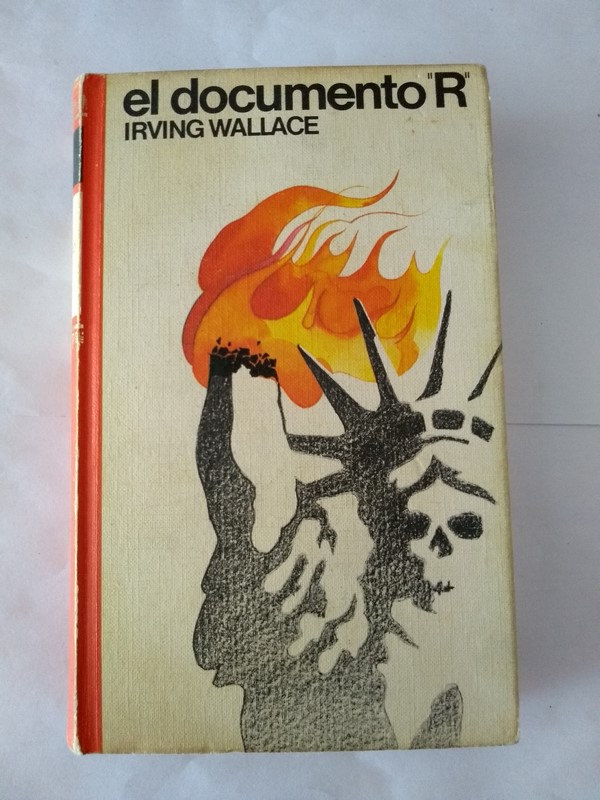 el documento "R"
IRVING WALLACE